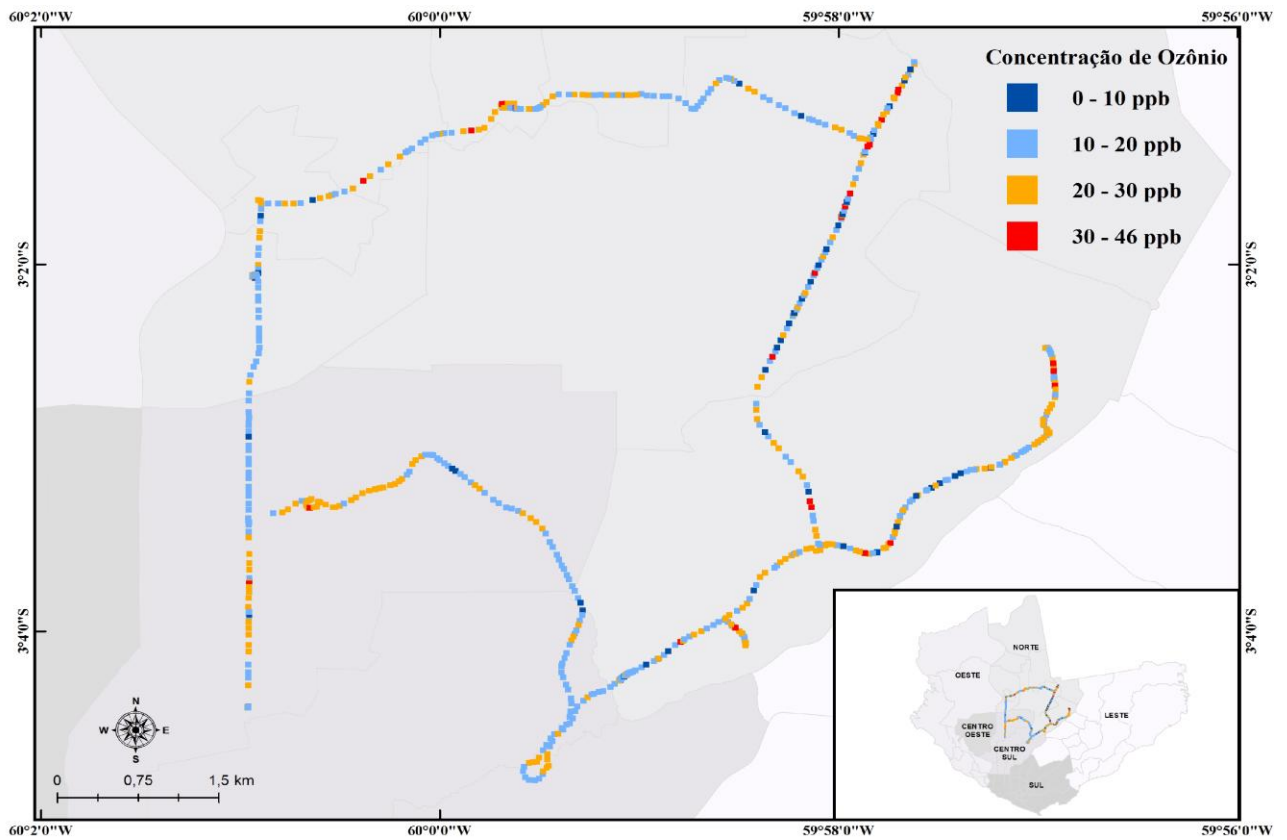 60°2'0"W 60°0'0"W 59°58'0"W 59°56'0"W
Concentração de Ozônio
0 - 10 ppb
10 - 20 ppb
20 - 30 ppb
30 - 46 ppb
3°2'0"S 3°2'0"S
3°4'0"S 3°4'0"S
N
W E
S
0 0,75 1,5 km
NORTE
OESTE
LESTE
CENTRO
OESTE
CENTRO
SUL
SUL
60°2'0"W 60°0'0"W 59°58'0"W 59°56'0"W